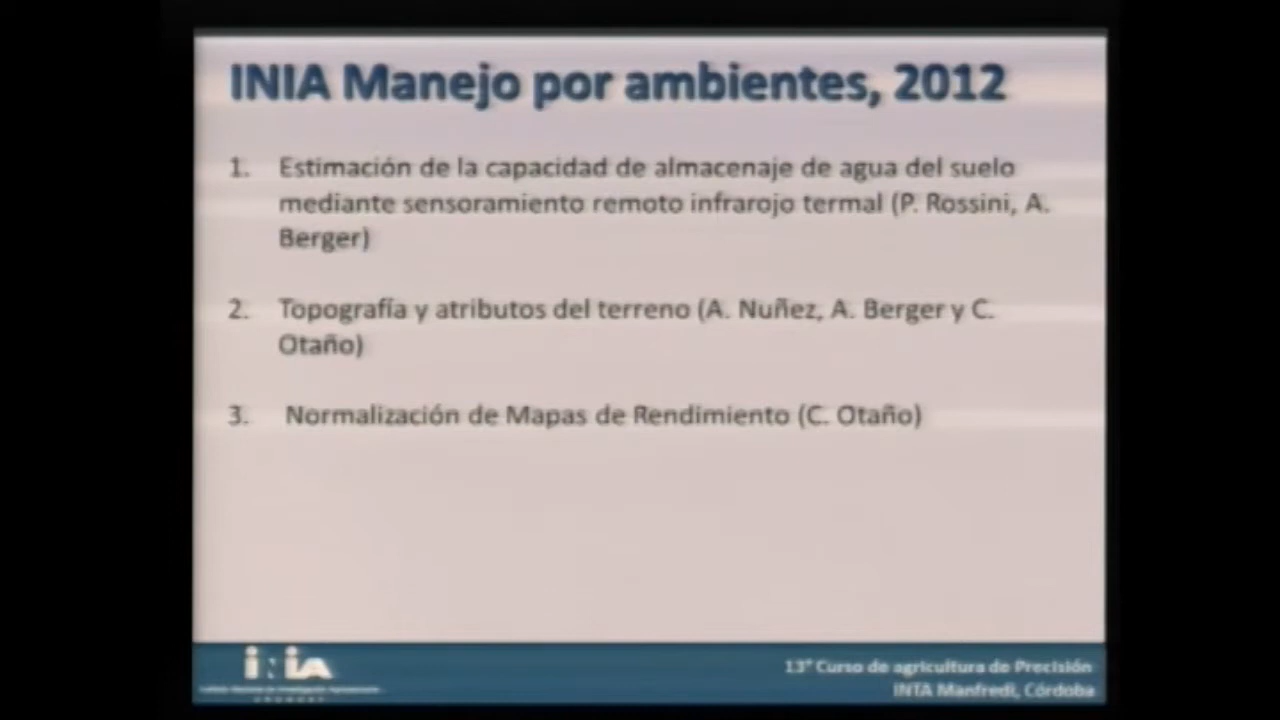 INIA Manejo por ambientes, 2012
1. Estimación de la capacidad de almacenaje de agua del suelo
mediante sensoramiento remoto infrarojo termal (P. Rossini, A.
Berger)
2. Topografía y atributos del terreno (A. Nuñez, A. Berger y C.
Otaño)
3. Normalización de Mapas de Rendimiento (C. Otaño)
inia
13° Curso de agricultura de Precisión
INTA Manfredi, Córdoba